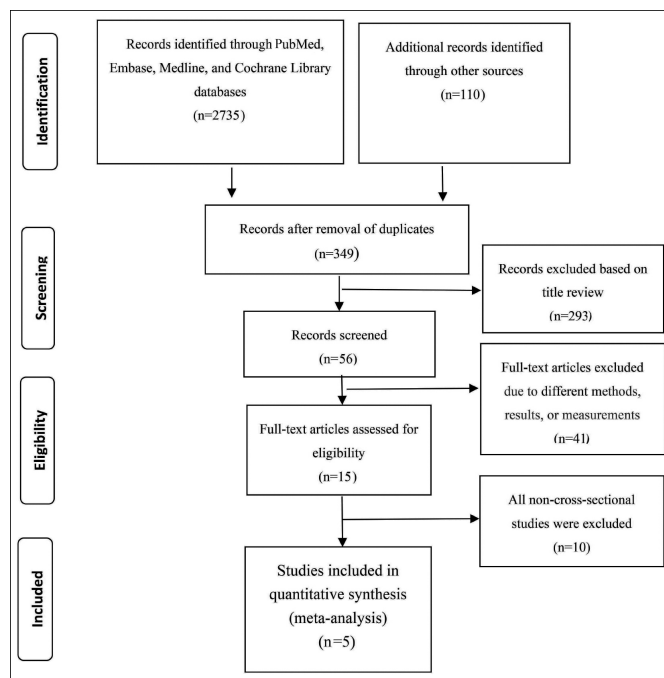 Identification
Records identified through PubMed,
Embase, Medline, and Cochrane Library
databases
(n=2735)
Additional records identified
through other sources
(n=110)
Screening
Records after removal of duplicates
(n=349)
Records excluded based on
title review
(n=293)
Records screened
(n=56)
Eligibility
Full-text articles excluded
due to different methods,
results, or measurements
(n=41)
Full-text articles assessed for
eligibility
(n=15)
All non-cross-sectional
studies were excluded
(n=10)
Included
Studies included in
quantitative synthesis
(meta-analysis)
(n=5)